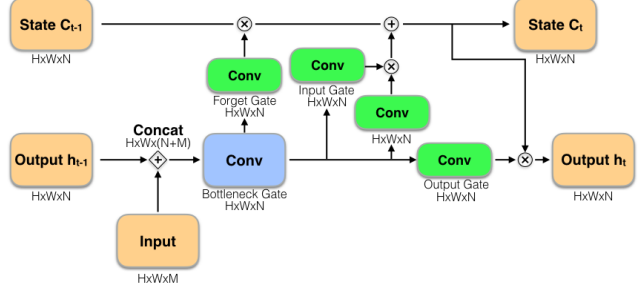 State Ct-1
HxWxN
State Ct
HxWxN
Conv
Forget Gate
HxWxN
Conv
Input Gate
HxWxN
Conv
HxWxN
Output ht-1
HxWxN
Concat
HxWx(N+M)
Conv
Bottleneck Gate
HxWxN
Conv
Output Gate
HxWxN
Output ht
HxWxN
Input
HxWxM